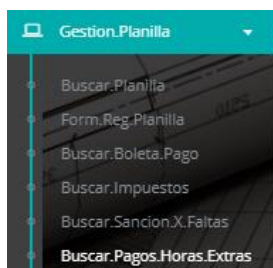 Gestion.Planilla
Buscar.Planilla
Form.Reg.Planilla
Buscar.Boleta.Pago
Buscar.Impuestos
Buscar.Sancion.X.Faltas
Buscar.Pagos.Horas.Extras